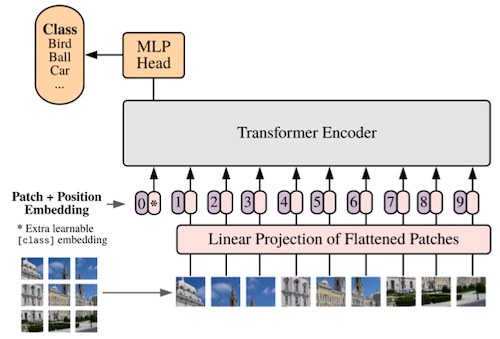 Class
Bird
Ball
Car
...
MLP
Head
Transformer Encoder
Patch + Position
Embedding
0 * 1 2 3 4 5 6 7 8 9
* Extra learnable
[class] embedding
Linear Projection of Flattened Patches